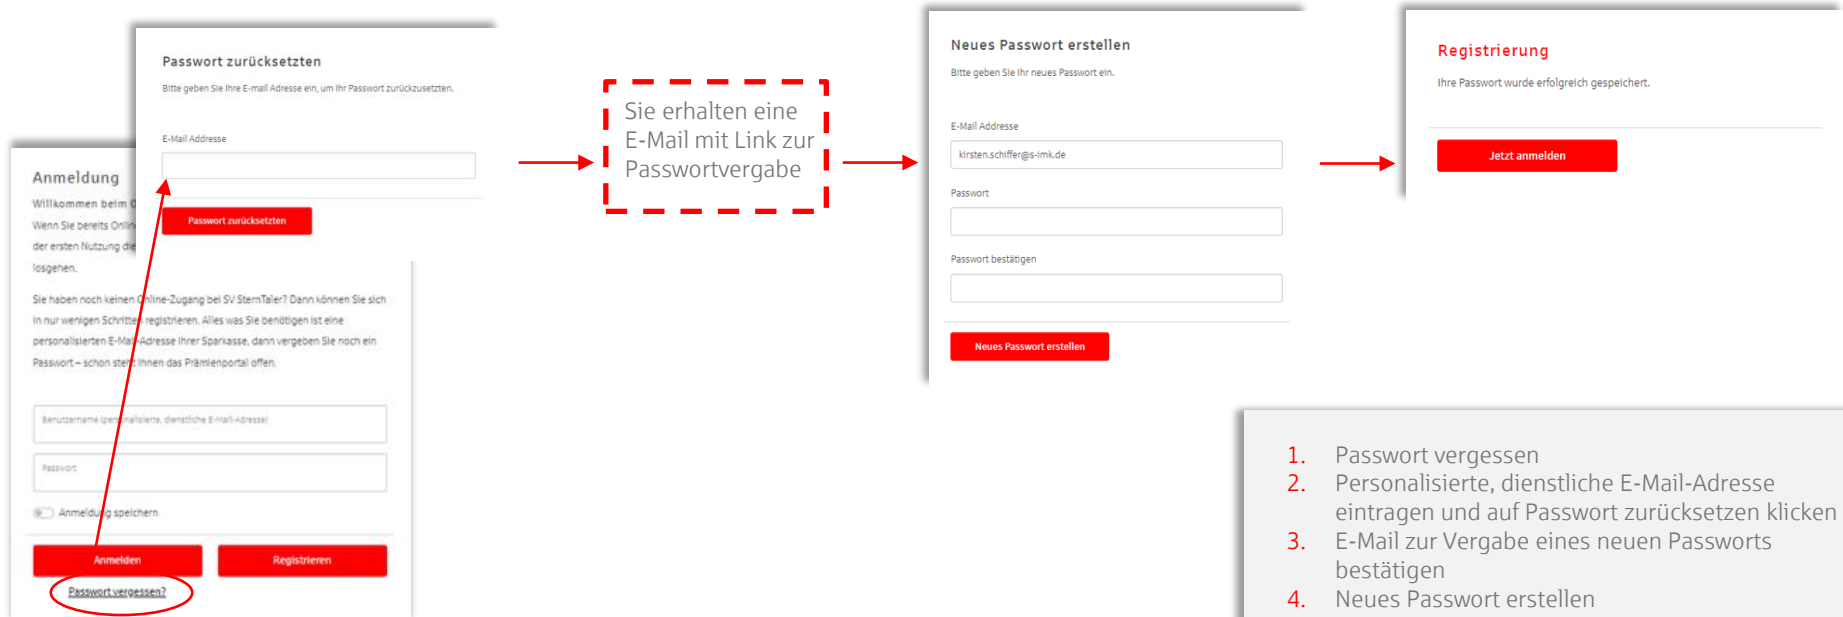 Passwort zurücksetzten
Bitte geben Sie Ihre E-mail Adresse ein, um Ihr Passwort zurückzusetzten.
E-Mail Addresse
Passwort zurücksetzten
Anmeldung
Willkommen beim O
Wenn Sie bereits Onlin
der ersten Nutzung die
losgehen.
Sie haben noch keinen Online-Zugang bei SV SternTaler? Dann können Sie sich
in nur wenigen Schritten registrieren. Alles was Sie benötigen ist eine
personalisierten E-Mail-Adresse Ihrer Sparkasse, dann vergeben Sie noch ein
Passwort – schon steht Ihnen das Prämienportal offen.
Benutzername (personalisierte, dienstliche E-Mail-Adresse)
Passwort
Anmeldung speichern
Anmelden
Registrieren
Passwort vergessen?
Sie erhalten eine
E-Mail mit Link zur
Passwortvergabe
Neues Passwort erstellen
Bitte geben Sie Ihr neues Passwort ein.
E-Mail Addresse
kirsten.schiffer@s-imk.de
Passwort
Passwort bestätigen
Neues Passwort erstellen
Registrierung
Ihre Passwort wurde erfolgreich gespeichert.
Jetzt anmelden
1. Passwort vergessen
2. Personalisierte, dienstliche E-Mail-Adresse
eintragen und auf Passwort zurücksetzen klicken
3. E-Mail zur Vergabe eines neuen Passworts
bestätigen
4. Neues Passwort erstellen